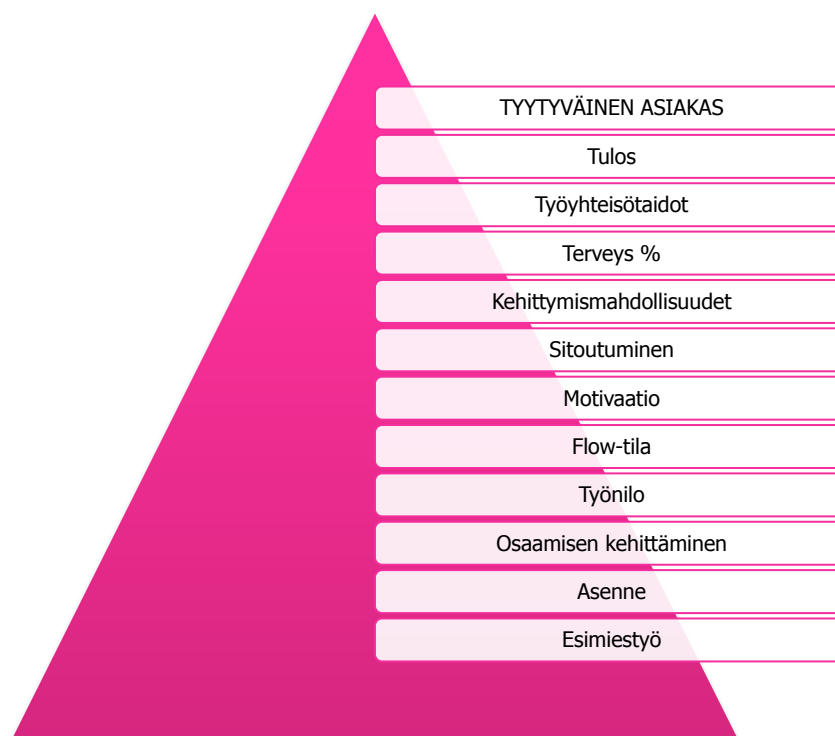 TYYTYVÄINEN ASIAKAS
Tulos
Työyhteisötaidot
Terveys %
Kehittymismahdollisuudet
Sitoutuminen
Motivaatio
Flow-tila
Työnilo
Osaamisen kehittäminen
Asenne
Esimiestyö